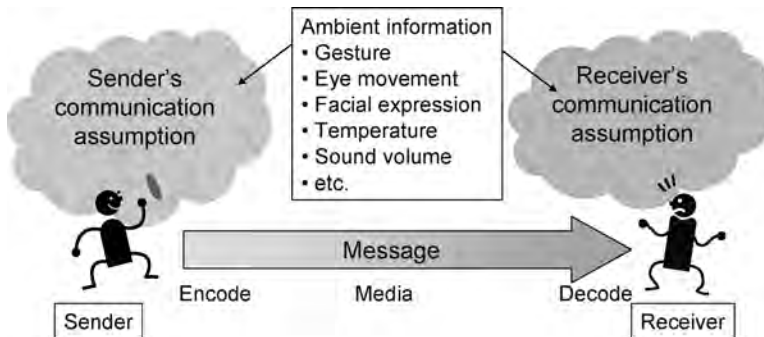 Ambient information
• Gesture
• Eye movement
• Facial expression
• Temperature
• Sound volume
• etc.
Sender's
communication
assumption
Receiver's
communication
assumption
Message
Encode
Media
Decode
Sender
Receiver